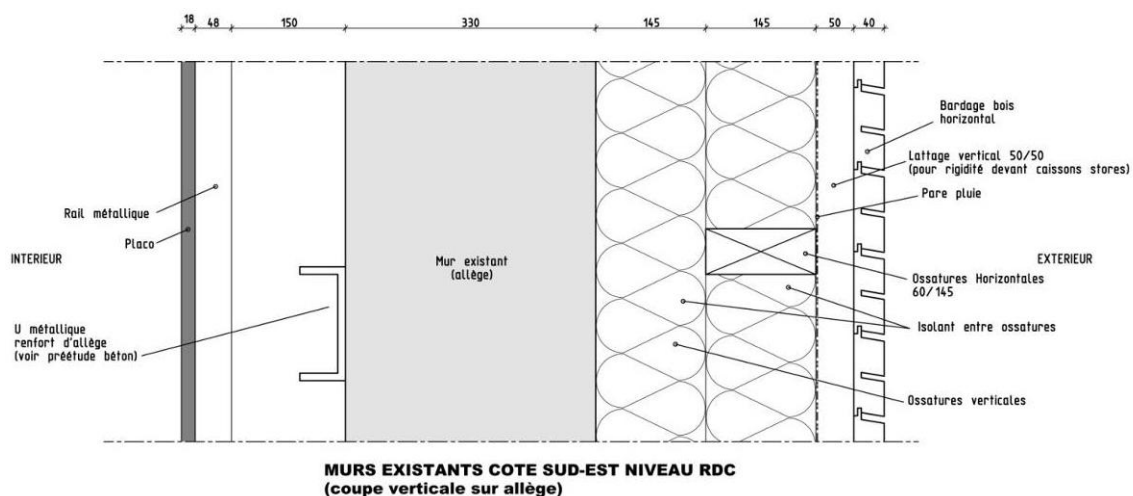 18 48 150 330 145 145 50 40
Bardage bois
horizontal
Lattage vertical 50/50
(pour rigidité devant caissons stores)
Pare pluie
Rail métallique
Placo
INTERIEUR
Mur existant
(allège)
EXTERIEUR
Ossatures Horizontales
60/145
U métallique
renfort d'allège
(voir préétude béton)
Isolant entre ossatures
Ossatures verticales
MURS EXISTANTS COTE SUD-EST NIVEAU RDC
(coupe verticale sur allège)